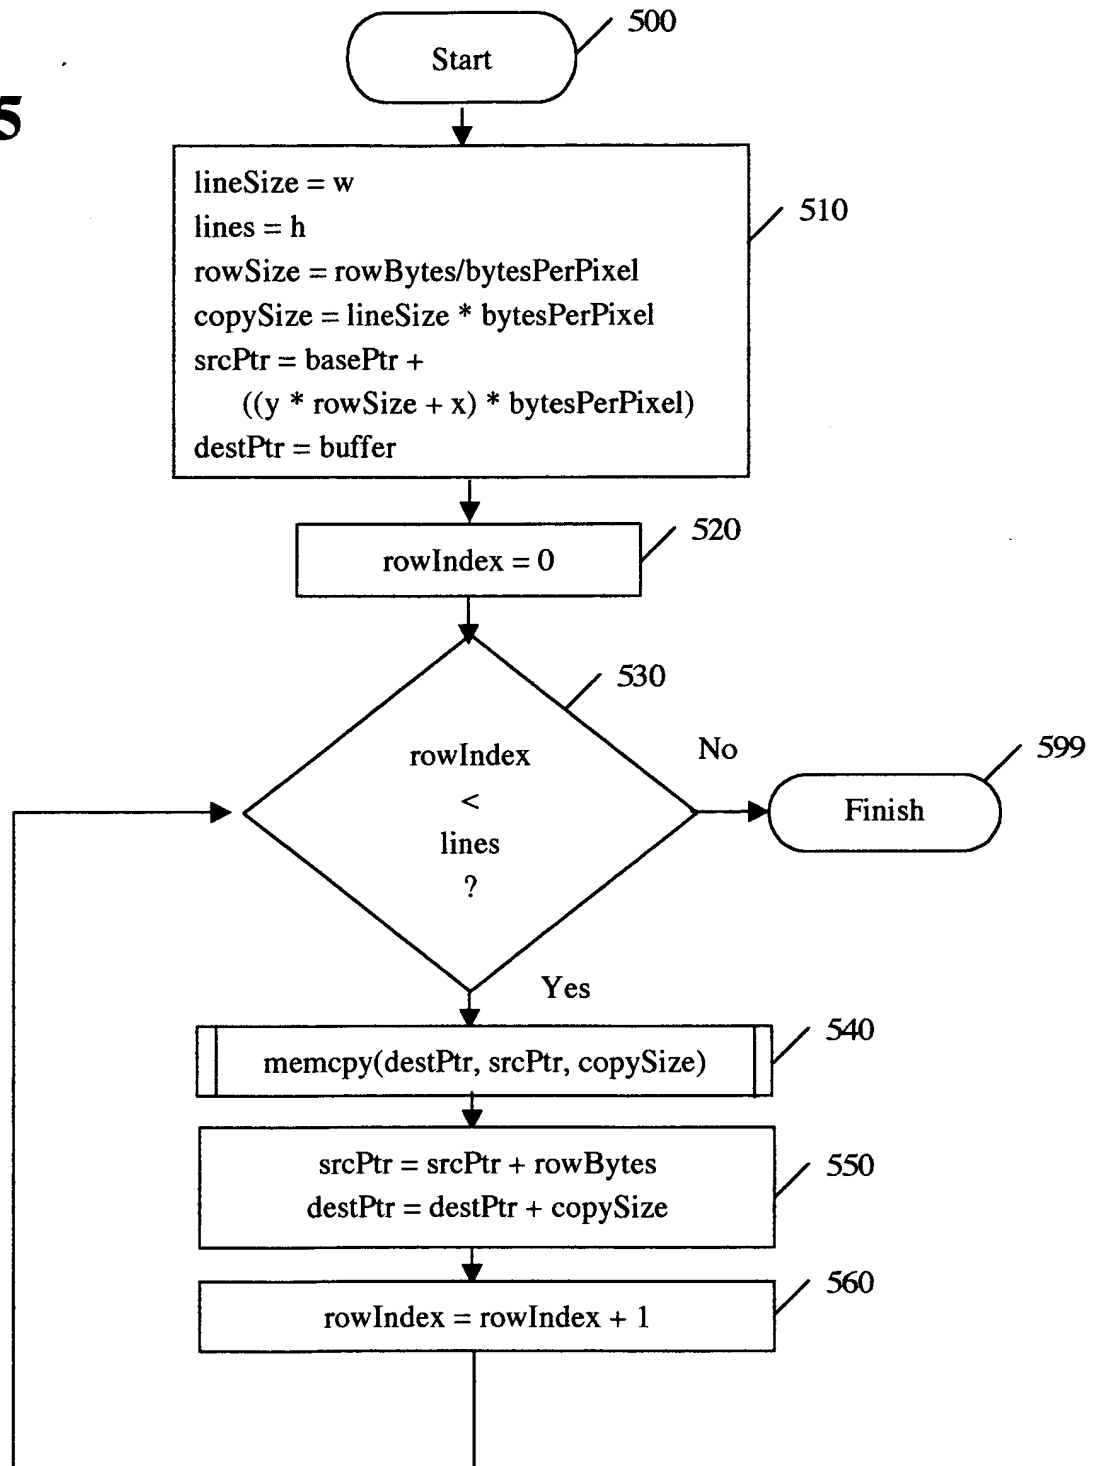 500
Start
5
lineSize = w
lines = h
rowSize = rowBytes/bytesPerPixel
copySize = lineSize * bytesPerPixel
srcPtr = basePtr +
((y * rowSize + x) * bytesPerPixel)
destPtr = buffer
510
rowIndex = 0
520
530
rowIndex
<
lines
?
No
599
Finish
Yes
540
memcpy(destPtr, srcPtr, copySize)
srcPtr = srcPtr + rowBytes
destPtr = destPtr + copySize
550
560
rowIndex = rowIndex + 1